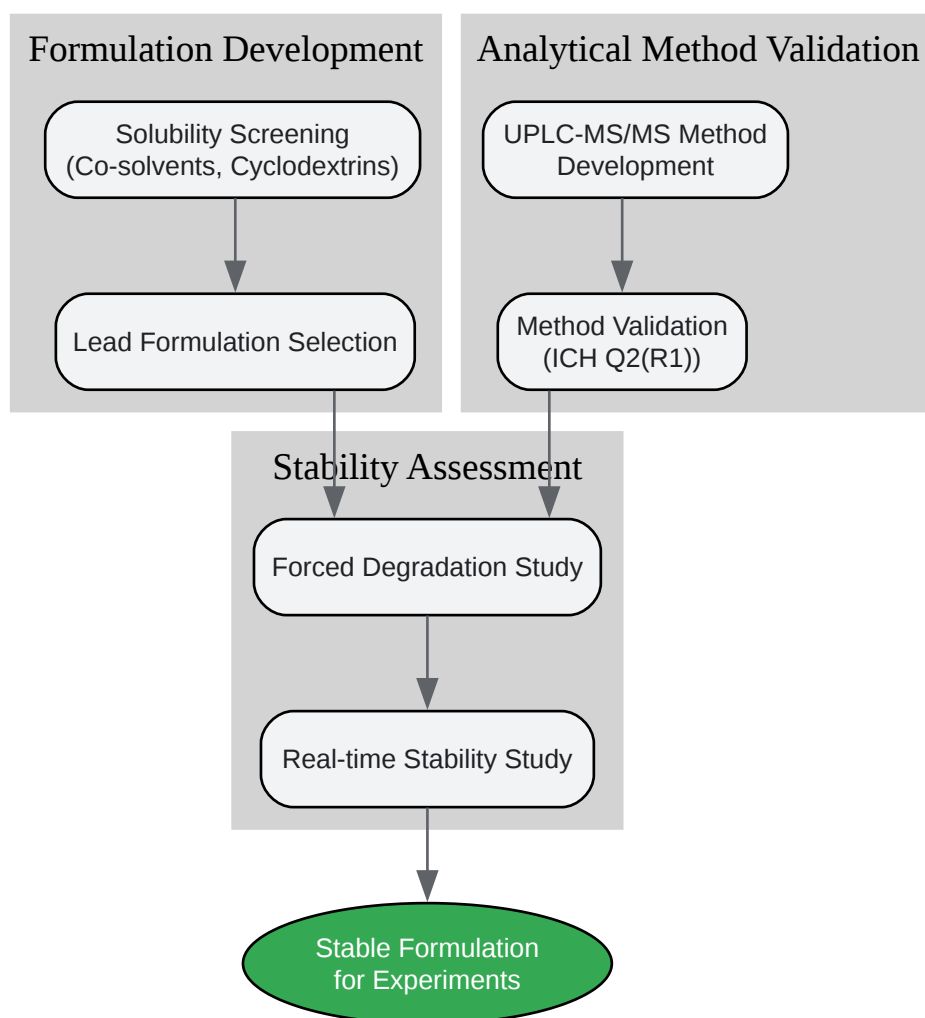 Formulation Development
Solubility Screening
(Co-solvents, Cyclodextrins)
Lead Formulation Selection
Analytical Method Validation
UPLC-MS/MS Method
Development
Method Validation
(ICH Q2(R1))
Stability Assessment
Forced Degradation Study
Real-time Stability Study
Stable Formulation
for Experiments